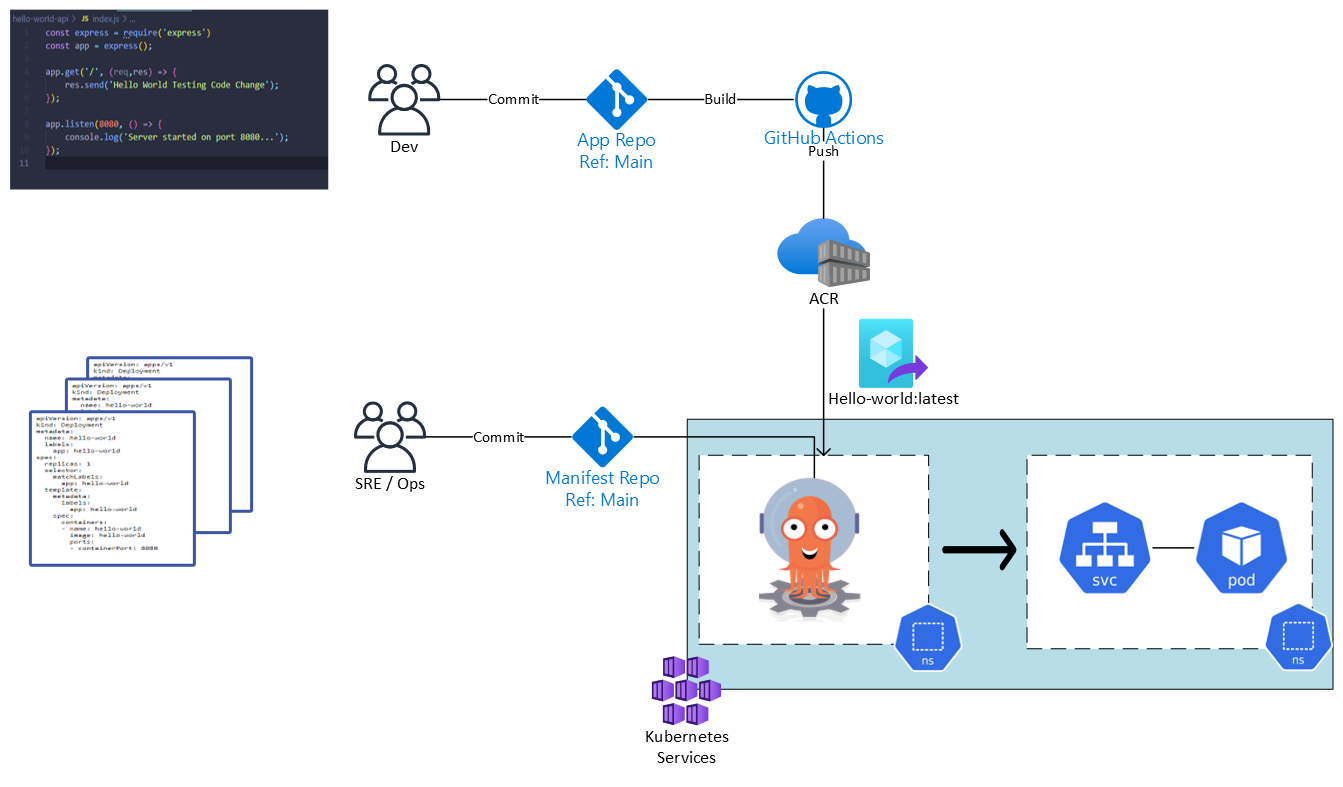 hello-world-api > JS index.js > ...
1 const express = require('express')
2 const app = express();
3
4 app.get('/', (req,res) => {
5 res.send('Hello World Testing Code Change');
6 });
7
8 app.listen(8080, () => {
9 console.log('Server started on port 8080...');
10 });
11
Dev
Commit
App Repo
Ref: Main
Build
GitHub Actions
Push
ACR
Hello-world:latest
apiVersion: apps/v1
kind: Deployment
metadata:
apiVersion: apps/v1
kind: Deployment
metadata:
name: hello-world
apiVersion: apps/v1
kind: Deployment
metadata:
name: hello-world
labels:
app: hello-world
spec:
replicas: 3
selector:
matchLabels:
app: hello-world
template:
metadata:
labels:
app: hello-world
spec:
containers:
- name: hello-world
image: hello-world
ports:
- containerPort: 8080
SRE / Ops
Commit
Manifest Repo
Ref: Main
svc
pod
ns
ns
Kubernetes
Services